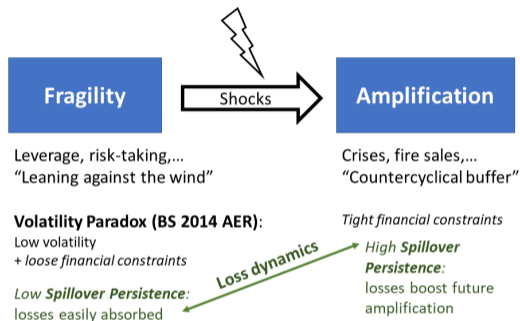 Fragility
Shocks
Amplification
Leverage, risk-taking,...
“Leaning against the wind”
Crises, fire sales,...
“Countercyclical buffer”
Volatility Paradox (BS 2014 AER):
Low volatility
+ loose financial constraints
Low Spillover Persistence:
losses easily absorbed
Loss dynamics
Tight financial constraints
High Spillover
Persistence:
losses boost future
amplification